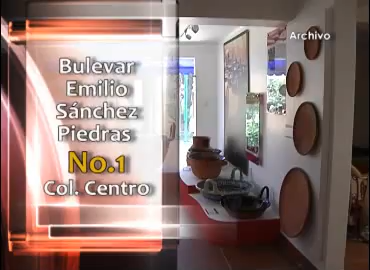 Archivo
Bulevar
Emilio
Sánchez
Piedras
No.1
Col. Centro